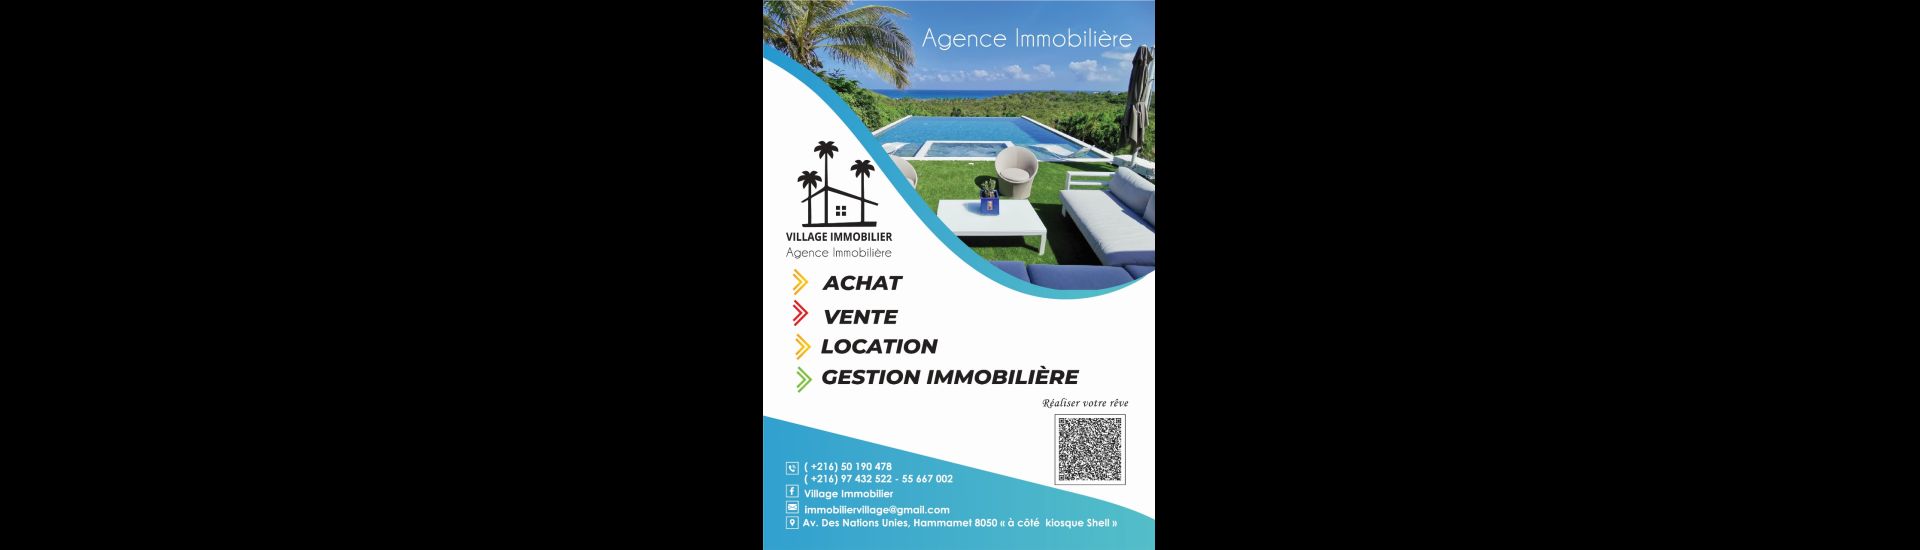 Agence Immobilière
VILLAGE IMMOBILIER
Agence Immobilière
ACHAT
VENTE
LOCATION
GESTION IMMOBILIÈRE
Réaliser votre rêve
( +216) 50 190 478
( +216) 97 432 522 - 55 667 002
Village Immobilier
immobiliervillage@gmail.com
Av. Des Nations Unies, Hammamet 8050 « à côté kiosque Shell »